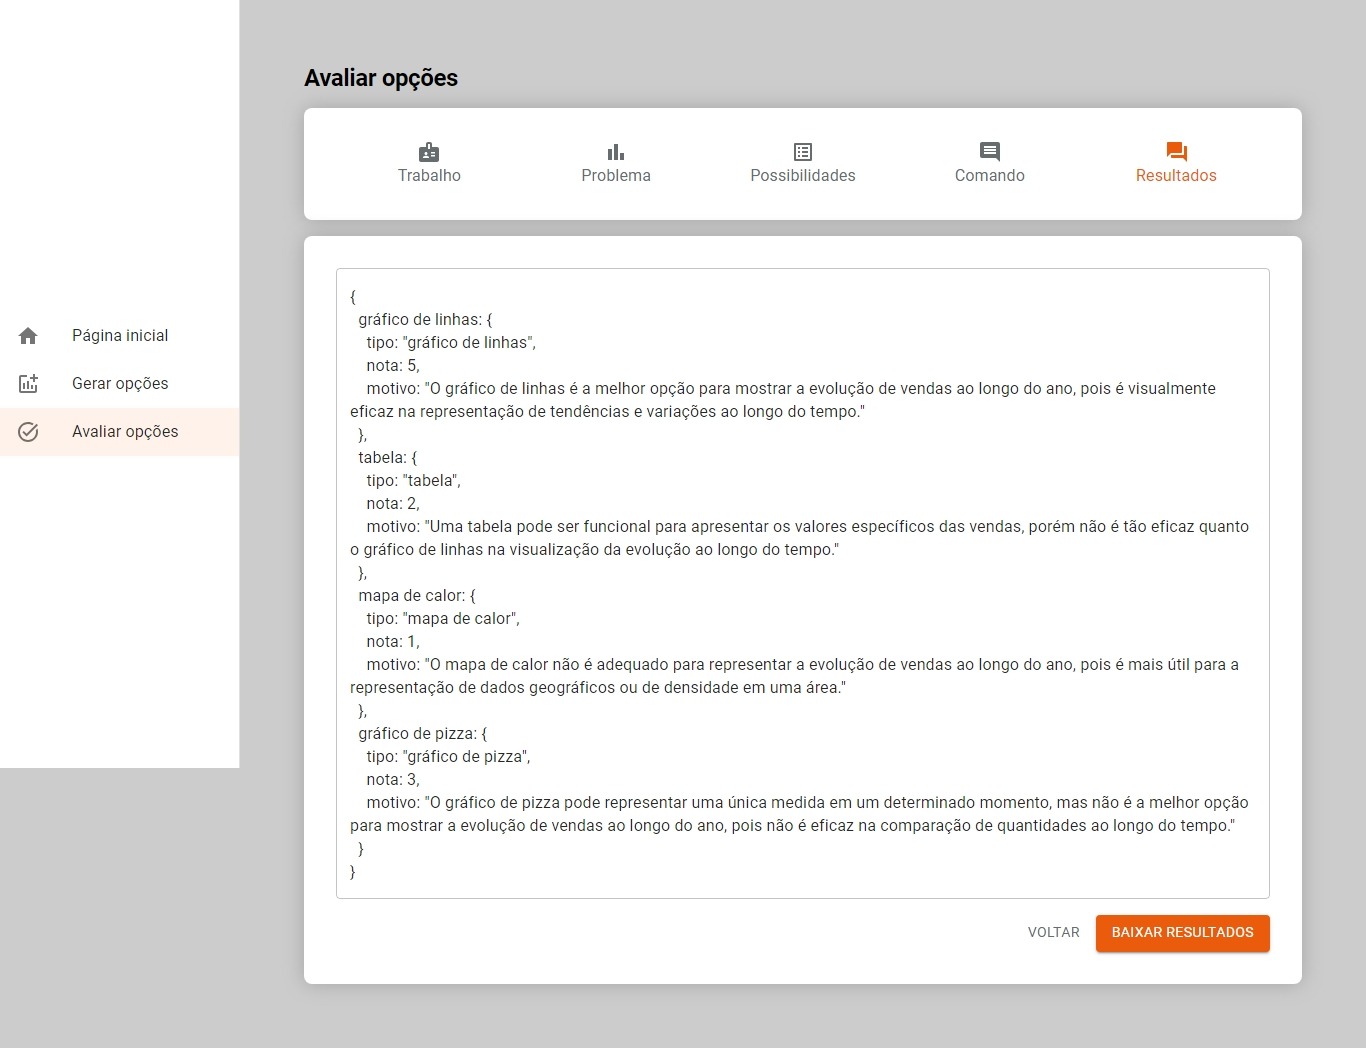 Avaliar opções
Trabalho
Problema
Possibilidades
Comando
Resultados
Página inicial
Gerar opções
Avaliar opções
{
gráfico de linhas: {
tipo: "gráfico de linhas",
nota: 5,
motivo: "O gráfico de linhas é a melhor opção para mostrar a evolução de vendas ao longo do ano, pois é visualmente
eficaz na representação de tendências e variações ao longo do tempo."
},
tabela: {
tipo: "tabela",
nota: 2,
motivo: "Uma tabela pode ser funcional para apresentar os valores específicos das vendas, porém não é tão eficaz quanto
o gráfico de linhas na visualização da evolução ao longo do tempo."
},
mapa de calor: {
tipo: "mapa de calor",
nota: 1,
motivo: "O mapa de calor não é adequado para representar a evolução de vendas ao longo do ano, pois é mais útil para a
representação de dados geográficos ou de densidade em uma área."
},
gráfico de pizza: {
tipo: "gráfico de pizza",
nota: 3,
motivo: "O gráfico de pizza pode representar uma única medida em um determinado momento, mas não é a melhor opção
para mostrar a evolução de vendas ao longo do ano, pois não é eficaz na comparação de quantidades ao longo do tempo."
}
}
VOLTAR
BAIXAR RESULTADOS